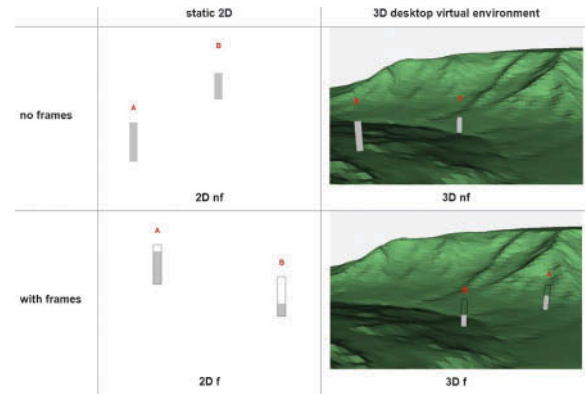 static 2D
3D desktop virtual environment
no frames
B
A
2D nf
A
3D nf
with frames
A
B
2D f
3D f